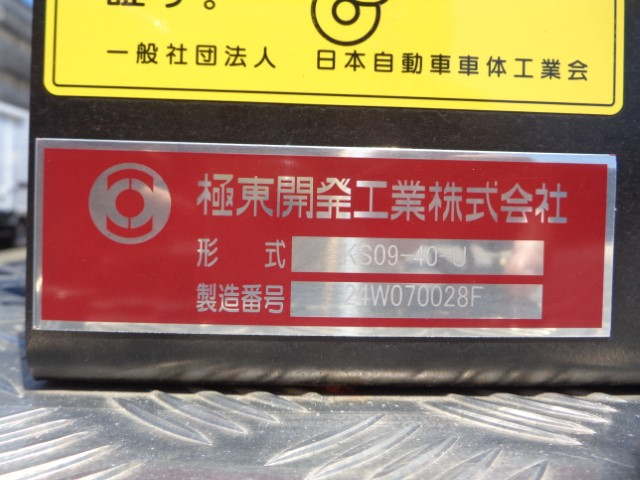 証す。
一般社団法人 日本自動車車体工業会
極東開発工業株式会社
形 式 KS09-40-J
製造番号 24W070028F